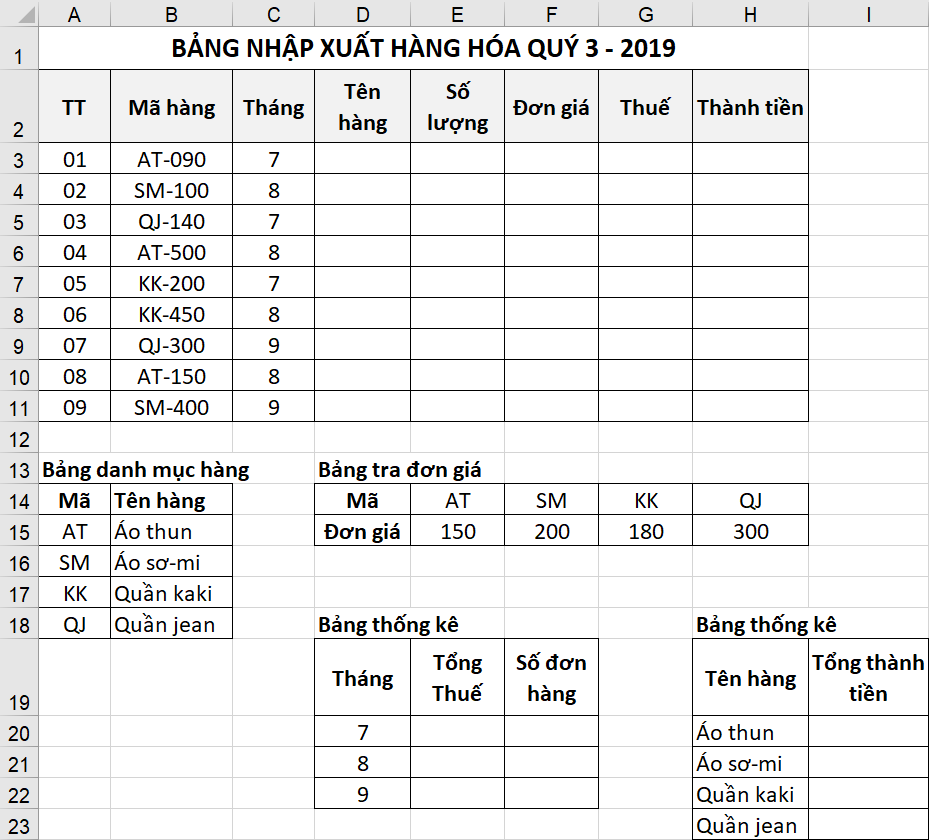 A B C D E F G H I
1 BẢNG NHẬP XUẤT HÀNG HÓA QUÝ 3 - 2019
2 TT Mã hàng Tháng Tên hàng Số lượng Đơn giá Thuế Thành tiền
3 01 AT-090 7
4 02 SM-100 8
5 03 QJ-140 7
6 04 AT-500 8
7 05 KK-200 7
8 06 KK-450 8
9 07 QJ-300 9
10 08 AT-150 8
11 09 SM-400 9
12
13 Bảng danh mục hàng Bảng tra đơn giá
14 Mã Tên hàng Mã AT SM KK QJ
15 AT Áo thun Đơn giá 150 200 180 300
16 SM Áo sơ-mi
17 KK Quần kaki
18 QJ Quần jean Bảng thống kê Bảng thống kê
19 Tháng Tổng Thuế Số đơn hàng Tên hàng Tổng thành tiền
20 7 Áo thun
21 8 Áo sơ-mi
22 9 Quần kaki
23 Quần jean